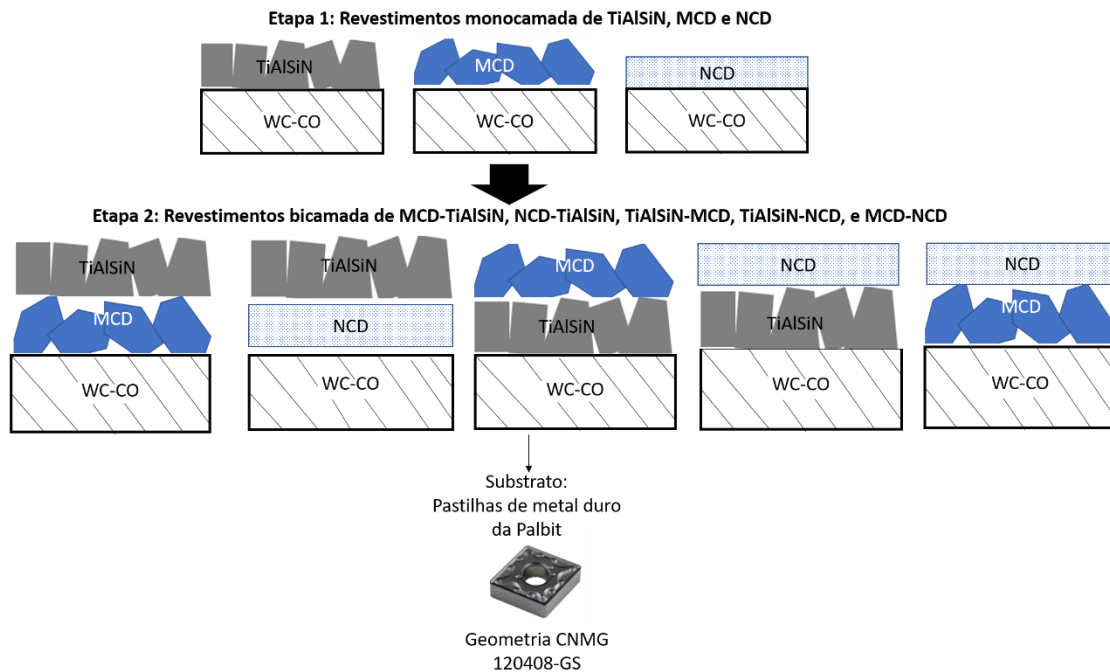 Etapa 1: Revestimentos monocamada de TiAlSiN, MCD e NCD
TiAlSiN
MCD
NCD
WC-CO
WC-CO
WC-CO
Etapa 2: Revestimentos bicamada de MCD-TiAlSiN, NCD-TiAlSiN, TiAlSiN-MCD, TiAlSiN-NCD, e MCD-NCD
TiAlSiN
TiAlSiN
MCD
NCD
NCD
MCD
NCD
TiAlSiN
TiAlSiN
MCD
WC-CO
WC-CO
WC-CO
WC-CO
WC-CO
Substrato:
Pastilhas de metal duro
da Palbit
Geometria CNMG
120408-GS